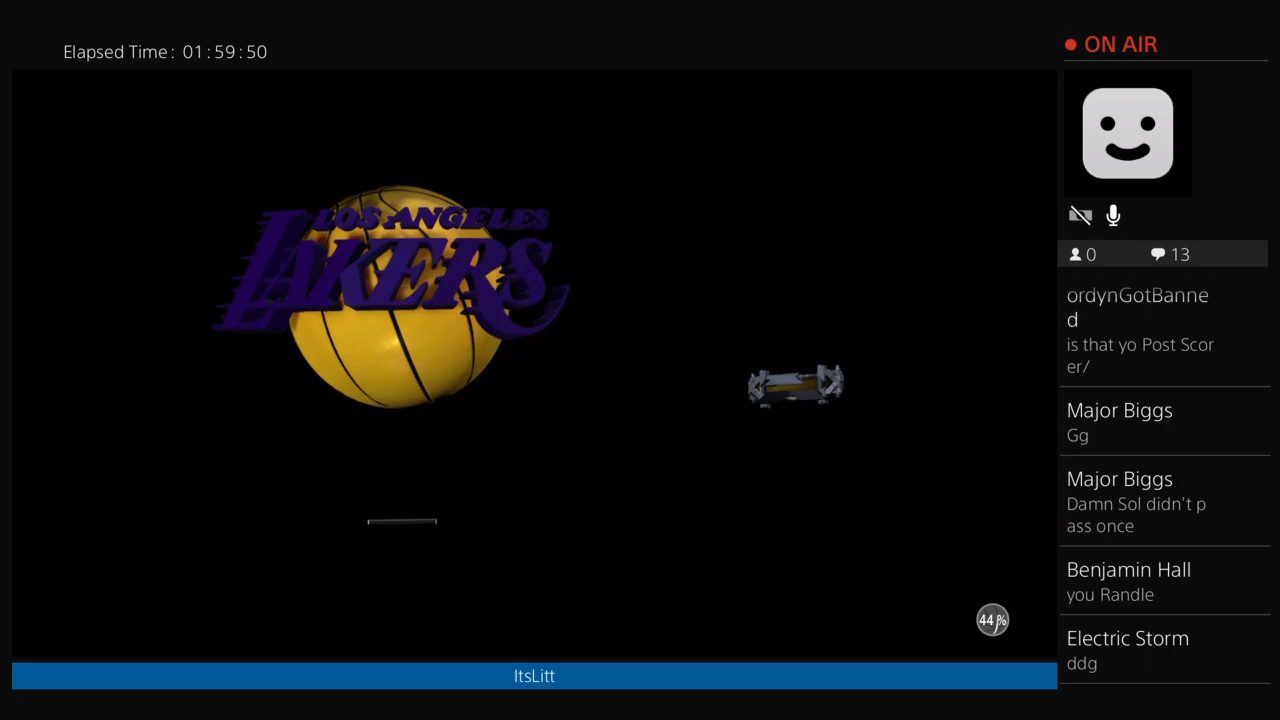 Elapsed Time: 01:59:50
ON AIR
LOS ANGELES
LAKERS
0 13
ordynGotBanne
d
is that yo Post Scor
er/
Major Biggs
Gg
Major Biggs
Damn Sol didn't p
ass once
Benjamin Hall
you Randle
44%
Electric Storm
ddg
ItsLitt